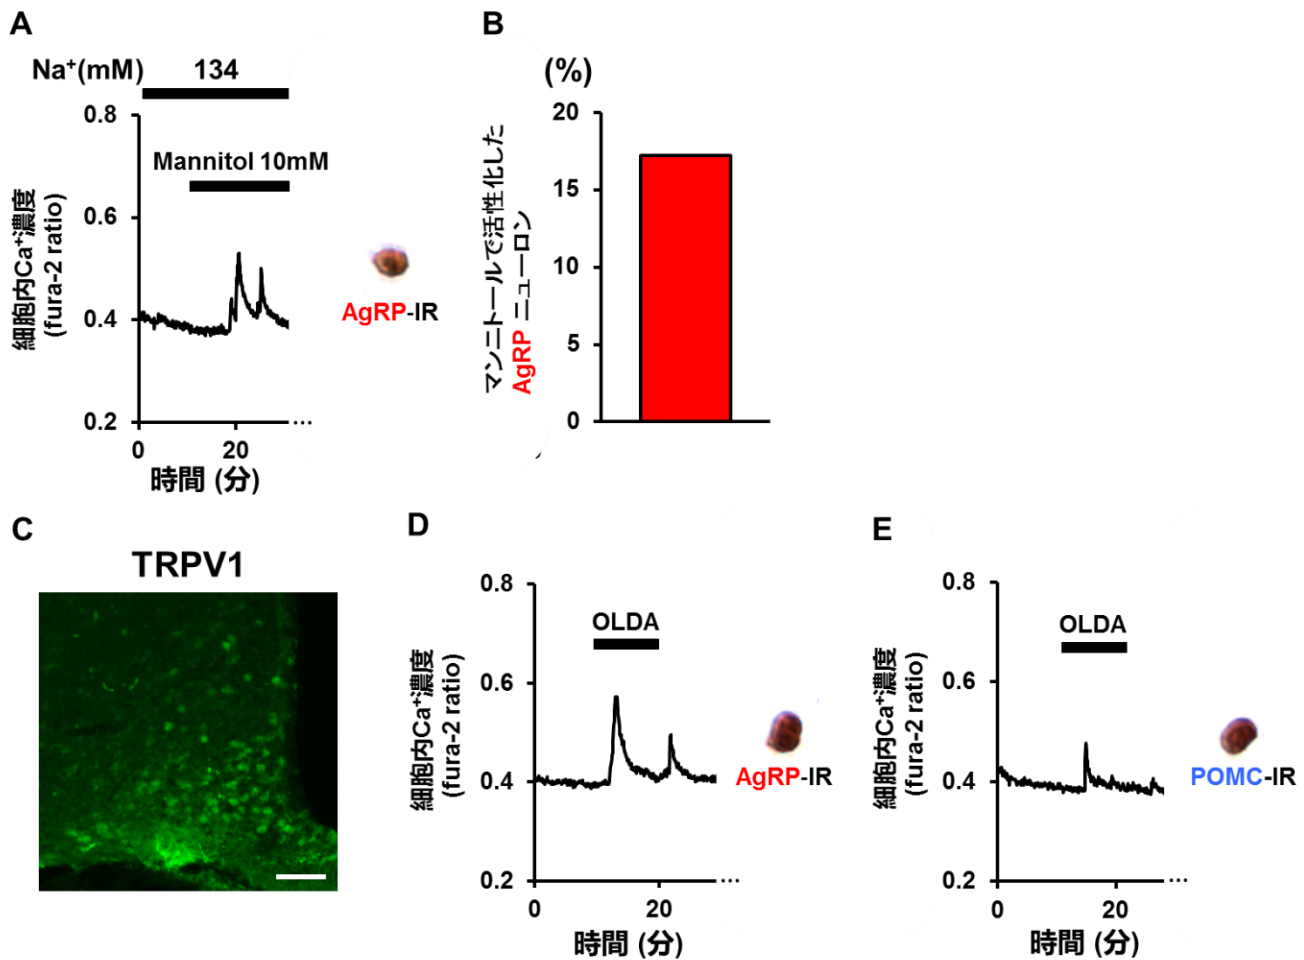 A
Na⁺(mM) 134
Mannitol 10mM
細胞内Ca⁺濃度
(fura-2 ratio)
0.8
0.6
0.4
0.2
0 20
...
時間 (分)
AgRP-IR
B
(%)
マンニトールで活性化した
AgRP ニューロン
20
15
10
5
0
C
TRPV1
D
OLDA
細胞内Ca⁺濃度
(fura-2 ratio)
0.8
0.6
0.4
0.2
0 20
...
時間 (分)
AgRP-IR
E
OLDA
細胞内Ca⁺濃度
(fura-2 ratio)
0.8
0.6
0.4
0.2
0 20
...
時間 (分)
POMC-IR